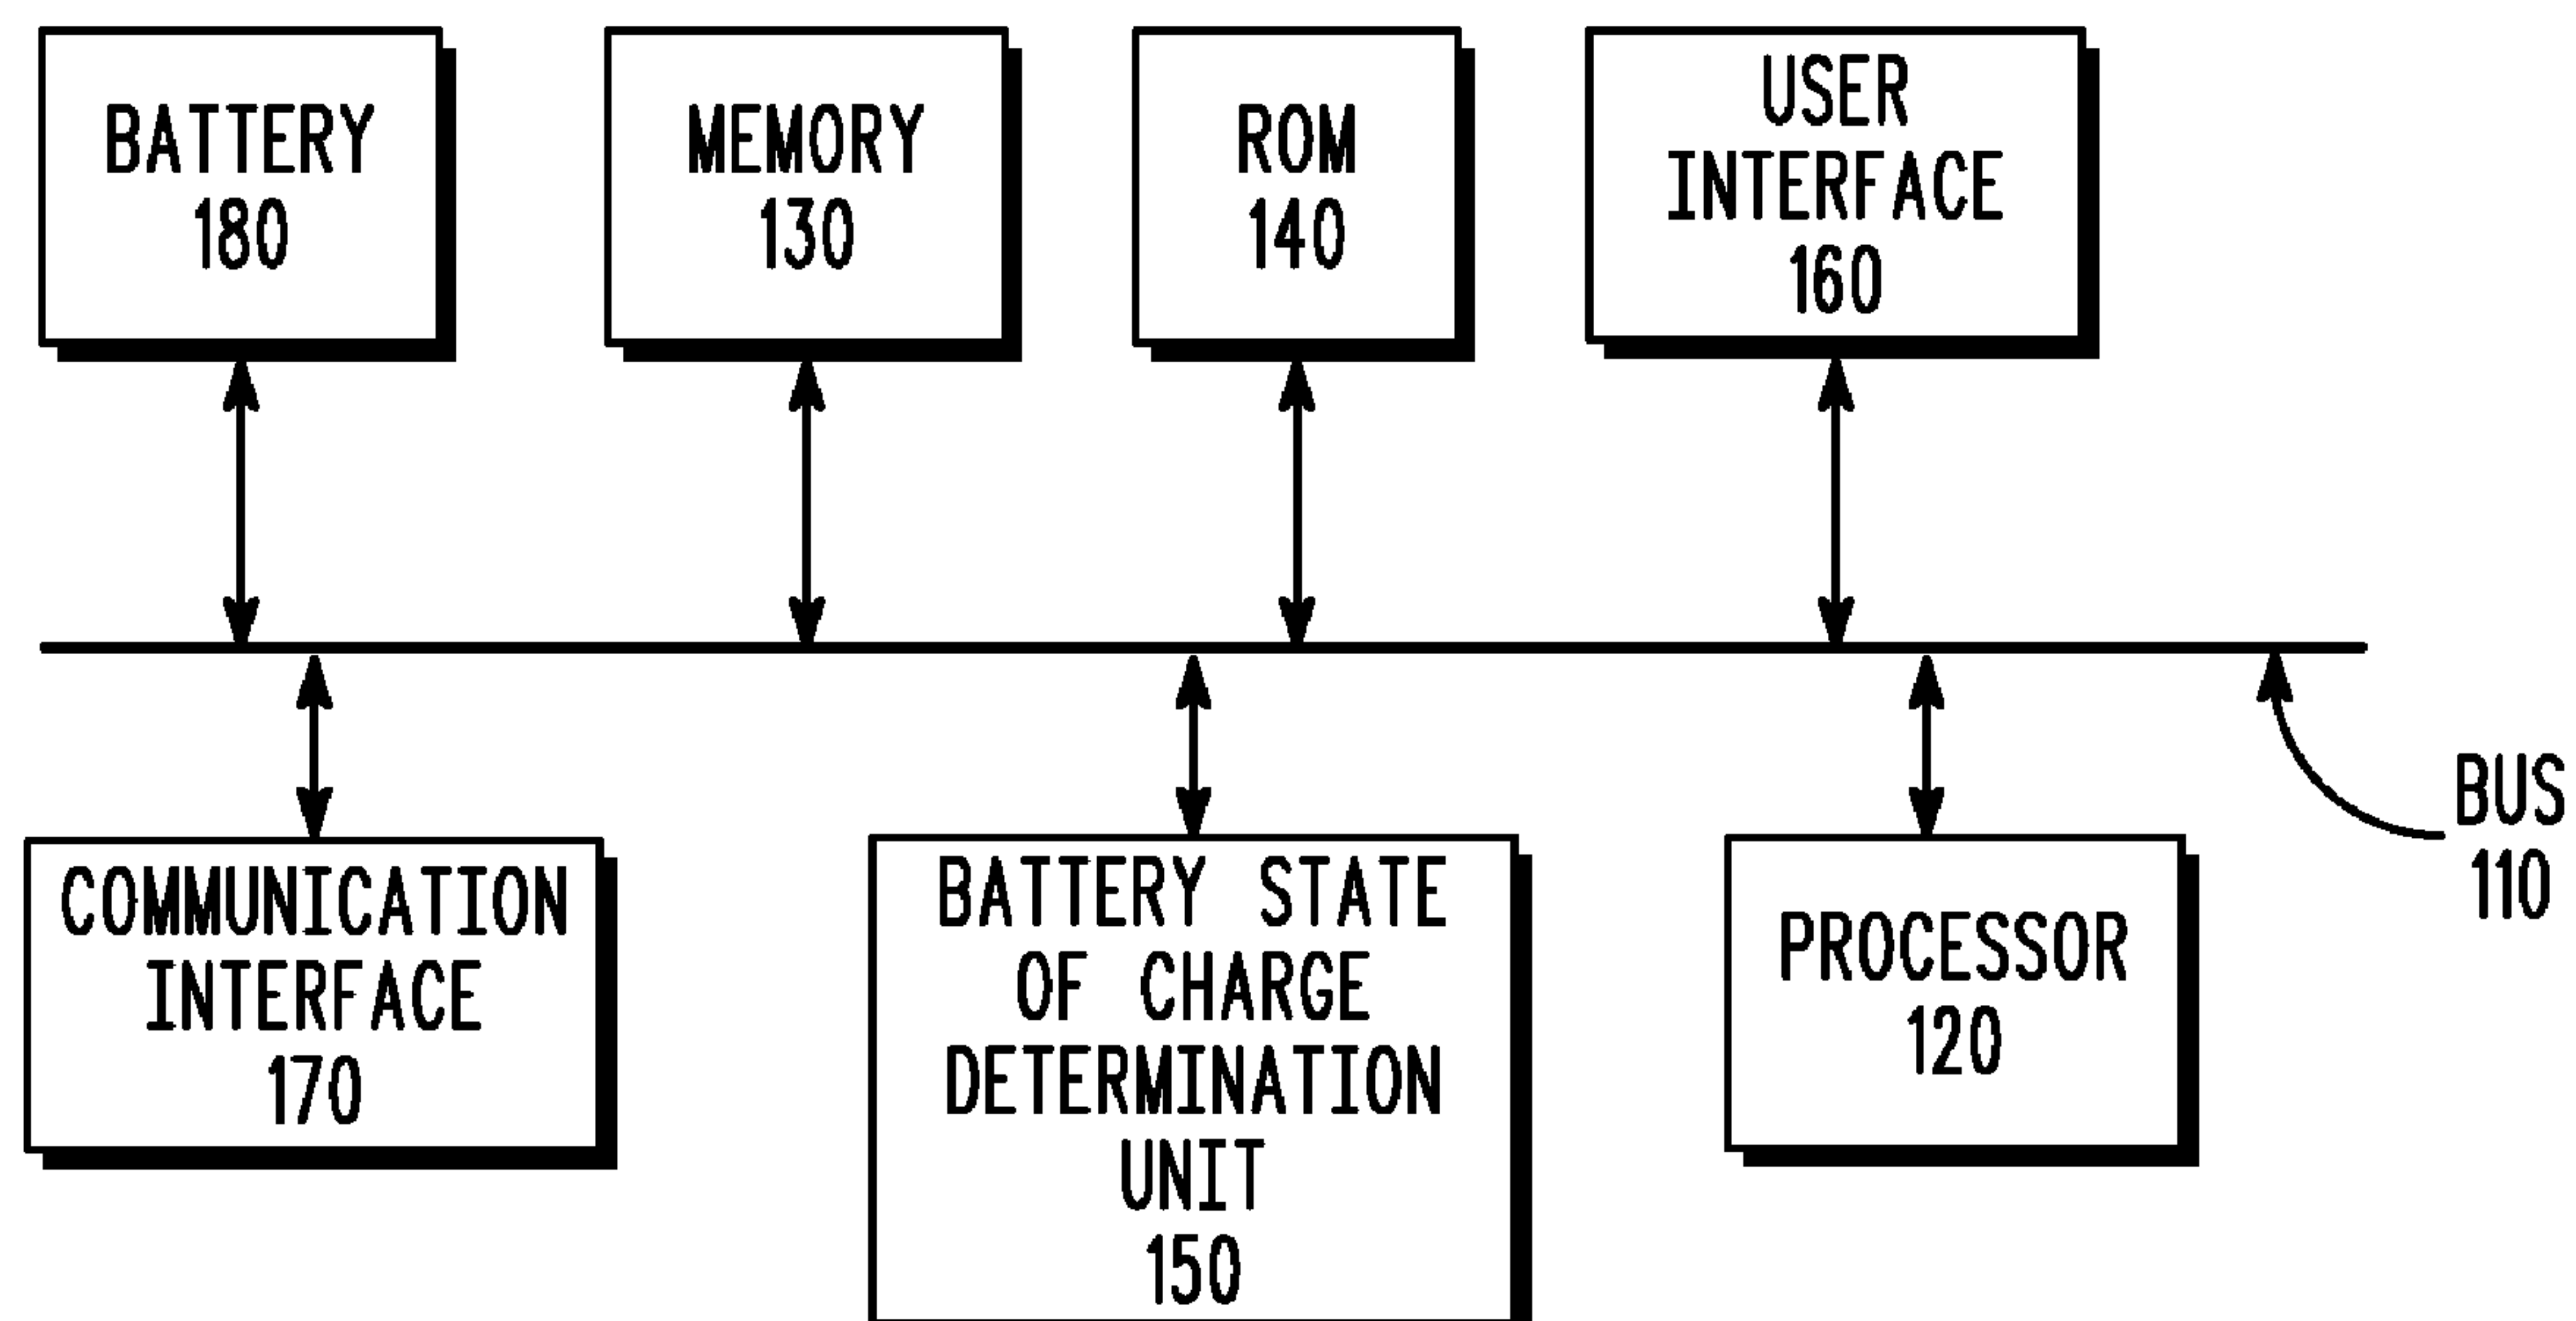 BATTERY
180
MEMORY
130
ROM
140
USER
INTERFACE
160
BUS
110
COMMUNICATION
INTERFACE
170
BATTERY STATE
OF CHARGE
DETERMINATION
UNIT
150
PROCESSOR
120